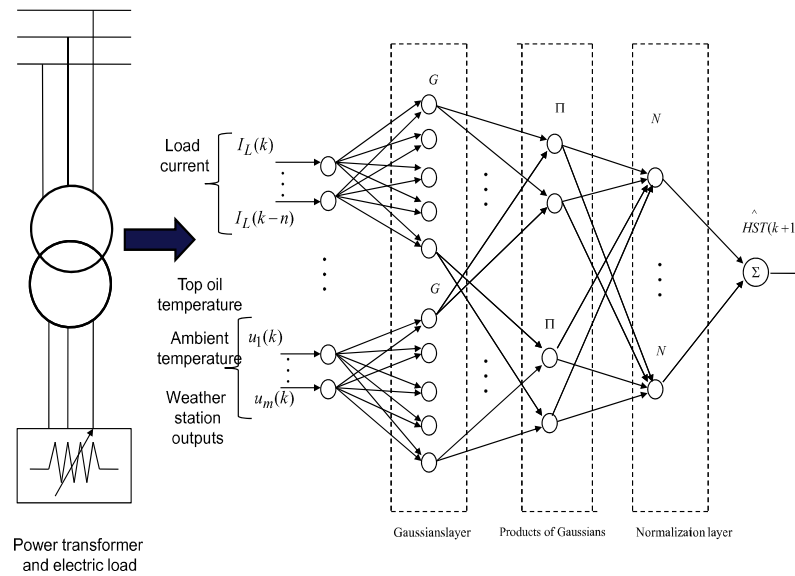 G
Π
N
Load
current
I_L(k)
I_L(k−n)
^
HST(k+1
Σ
Top oil
temperature
G
Ambient
temperature
u_1(k)
Π
N
Weather
station
outputs
u_m(k)
Gaussianslayer
Products of Gaussians
Normalization layer
Power transformer
and electric load